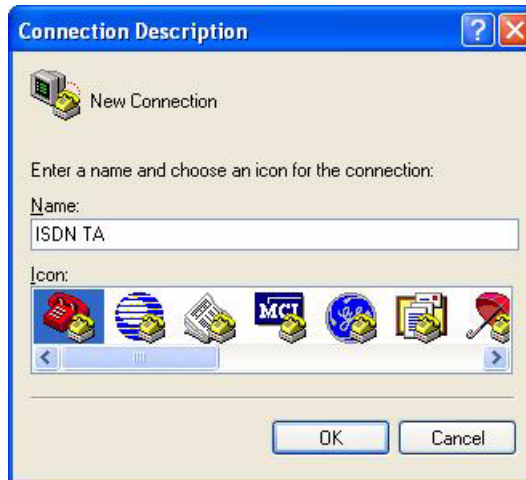 Connection Description
New Connection
Enter a name and choose an icon for the connection:
Name:
ISDN TA
Icon:
MCI
OK
Cancel